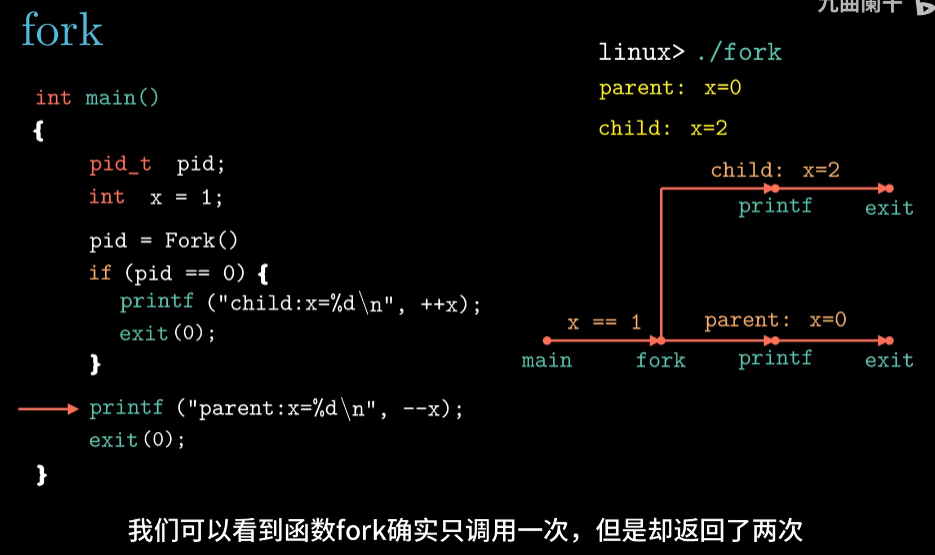 九曲阑干
fork
int main()
{
pid_t pid;
int x = 1;
pid = Fork()
if (pid == 0) {
printf ("child:x=%d\n", ++x);
exit(0);
}
printf ("parent:x=%d\n", --x);
exit(0);
}
linux> ./fork
parent: x=0
child: x=2
child: x=2
printf
exit
x == 1
parent: x=0
main
fork
printf
exit
我们可以看到函数fork确实只调用一次，但是却返回了两次